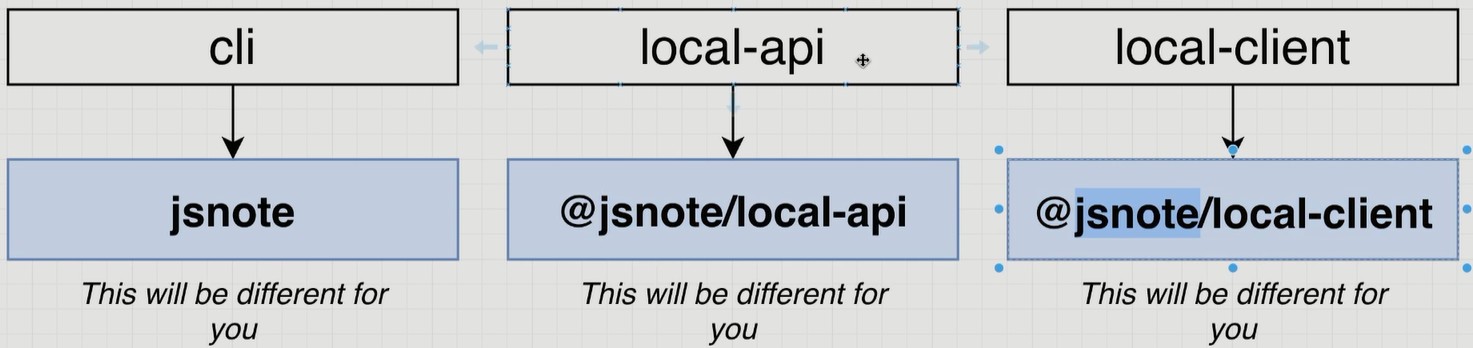 cli
local-api
local-client
jsnote
@jsnote/local-api
@jsnote/local-client
This will be different for
you
This will be different for
you
This will be different for
you